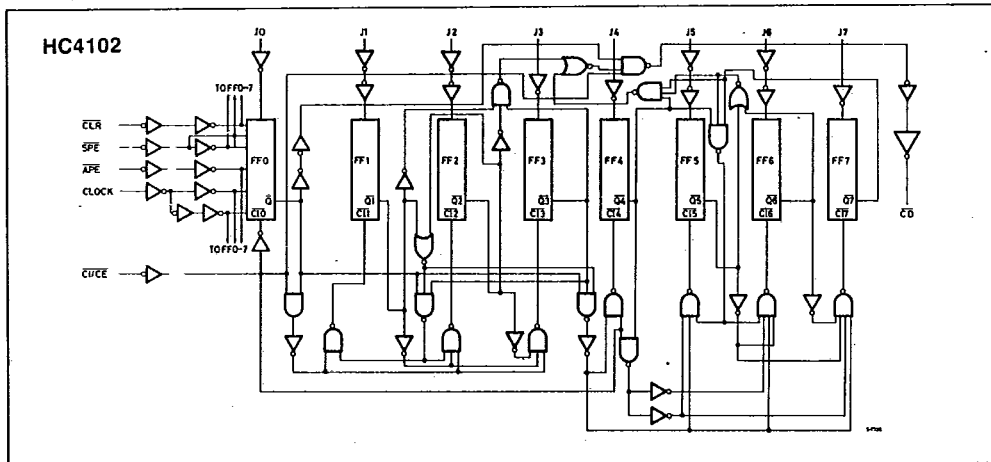 HC4102
J0 J1 J2 J3 J4 J5 J6 J7
TO FF0-7
CLR
SPE
APE
CLOCK
FF0 FF1 FF2 FF3 FF4 FF5 FF6 FF7
Q Q1 Q2 Q3 Q4 Q5 Q6 Q7
CI0 CI1 CI2 CI3 CI4 CI5 CI6 CI7
CO
TO FF0-7
CI/CE